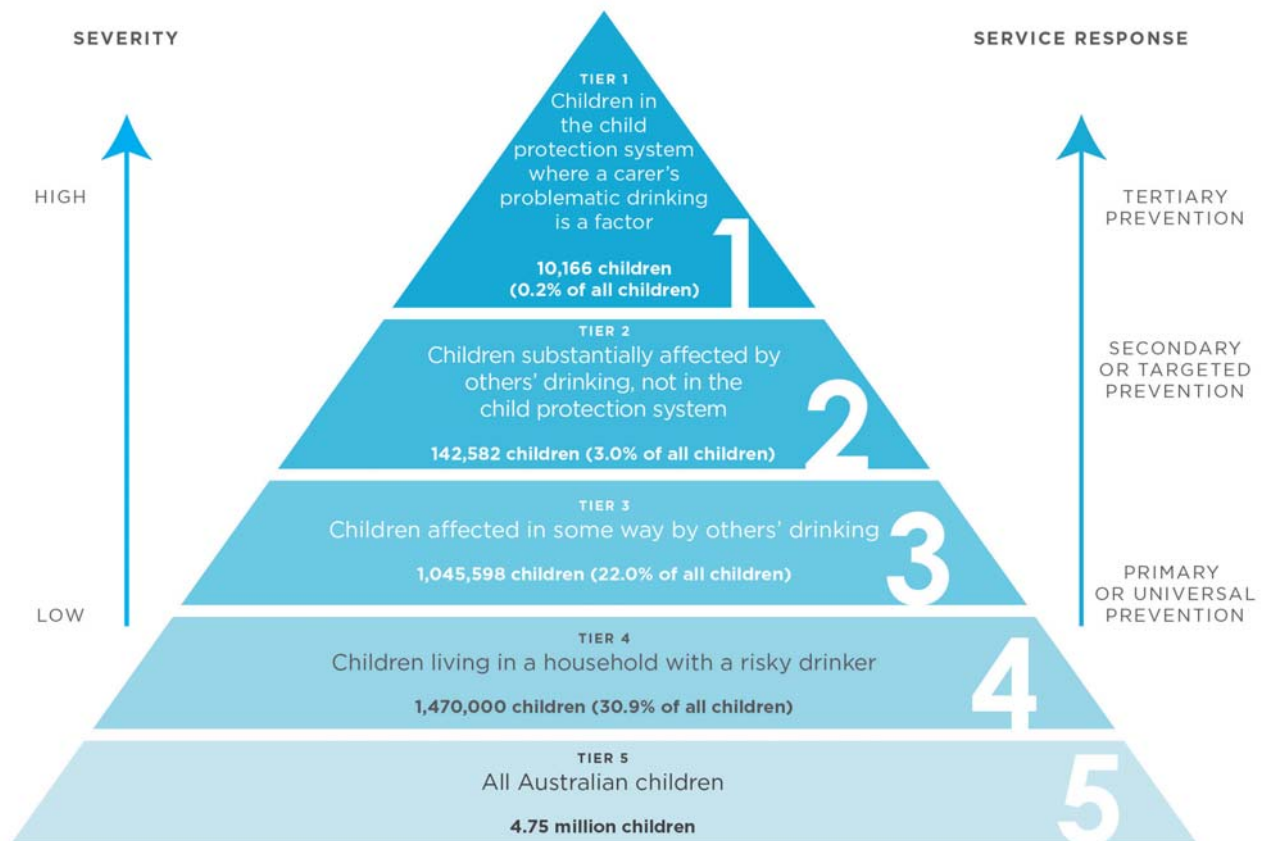 SEVERITY
SERVICE RESPONSE
HIGH
LOW
TIER 1
Children in
the child
protection system
where a carer's
problematic drinking
is a factor
10,166 children
(0.2% of all children)
1
TIER 2
Children substantially affected by
others' drinking, not in the
child protection system
142,582 children (3.0% of all children)
2
TIER 3
Children affected in some way by others' drinking
1,045,598 children (22.0% of all children)
3
TIER 4
Children living in a household with a risky drinker
1,470,000 children (30.9% of all children)
4
TIER 5
All Australian children
4.75 million children
5
TERTIARY
PREVENTION
SECONDARY
OR TARGETED
PREVENTION
PRIMARY
OR UNIVERSAL
PREVENTION